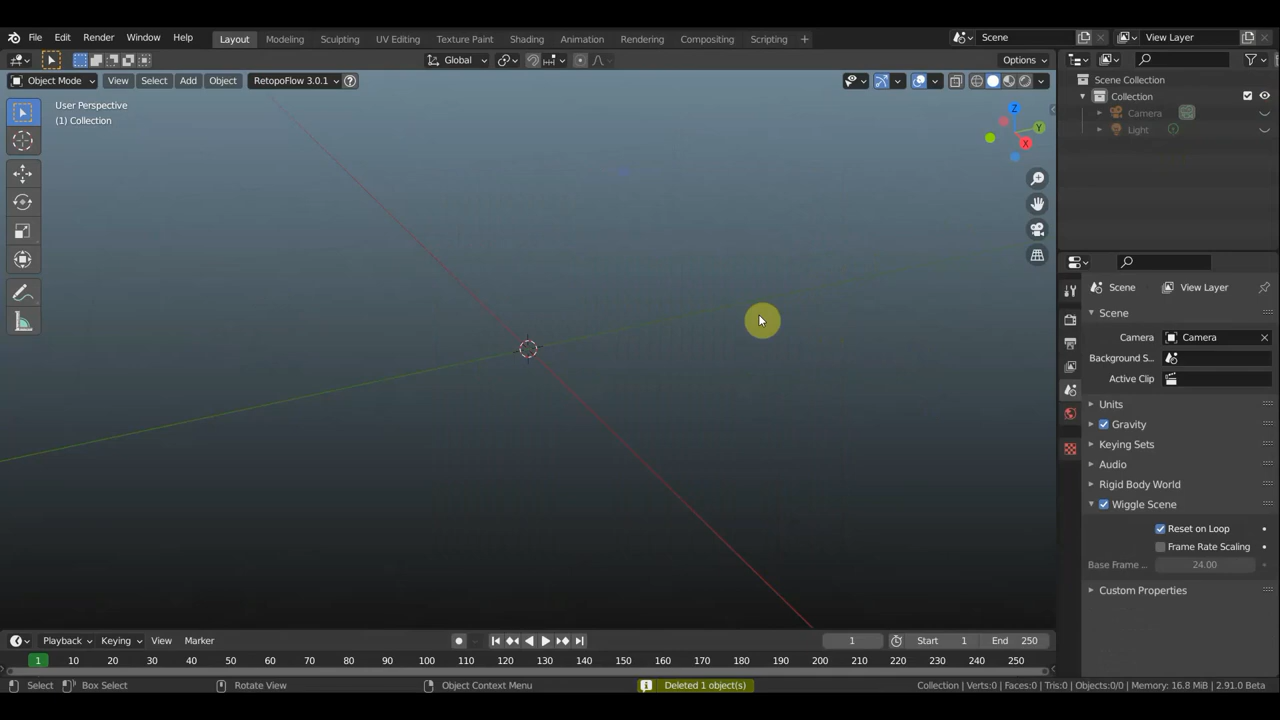 File Edit Render Window Help Layout Modeling Sculpting UV Editing Texture Paint Shading Animation Rendering Compositing Scripting + Scene View Layer
Global Options
Object Mode View Select Add Object RetopoFlow 3.0.1
User Perspective
(1) Collection
Z
Y
X
Scene Collection
Collection
Camera
Light
Scene View Layer
Scene
Camera Camera
Background S...
Active Clip
Units
Gravity
Keying Sets
Audio
Rigid Body World
Wiggle Scene
Reset on Loop
Frame Rate Scaling
Base Frame ... 24.00
Custom Properties
Playback Keying View Marker 1 Start 1 End 250
1 10 20 30 40 50 60 70 80 90 100 110 120 130 140 150 160 170 180 190 200 210 220 230 240 250
Select Box Select Rotate View Object Context Menu Deleted 1 object(s) Collection | Verts:0 | Faces:0 | Tris:0 | Objects:0/0 | Memory: 16.8 MiB | 2.91.0 Beta